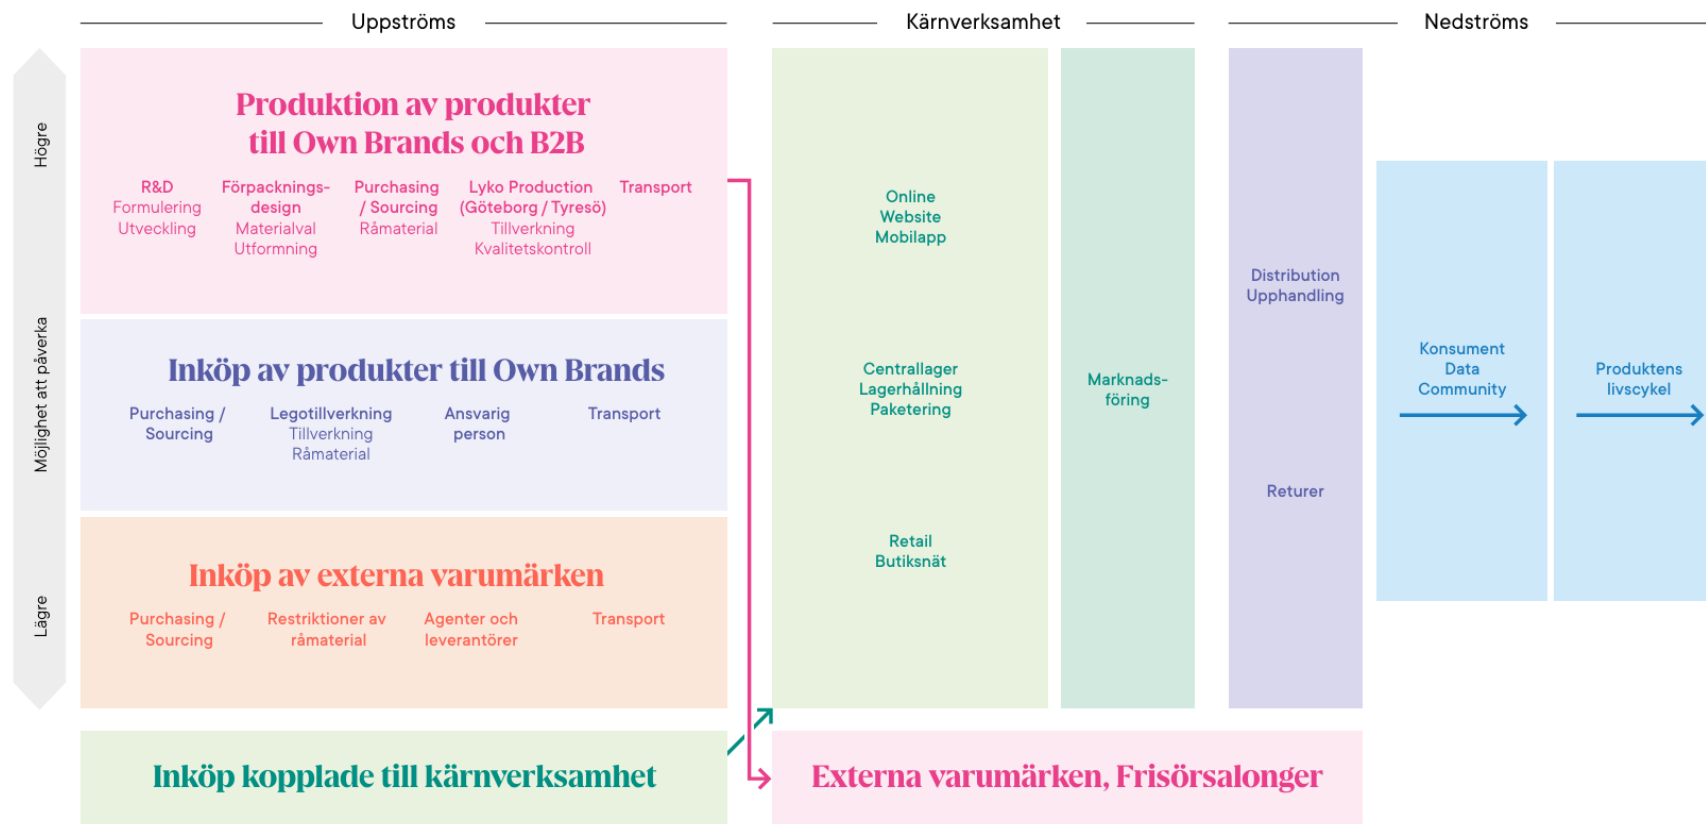 Uppströms
Kärnverksamhet
Nedströms
Högre
Möjlighet att påverka
Lägre
Produktion av produkter
till Own Brands och B2B
R&D
Formulering
Utveckling
Förpacknings-
design
Materialval
Utformning
Purchasing
/ Sourcing
Råmaterial
Lyko Production
(Göteborg / Tyresö)
Tillverkning
Kvalitetskontroll
Transport
Inköp av produkter till Own Brands
Purchasing /
Sourcing
Legotillverkning
Tillverkning
Råmaterial
Ansvarig
person
Transport
Inköp av externa varumärken
Purchasing /
Sourcing
Restriktioner av
råmaterial
Agenter och
leverantörer
Transport
Inköp kopplade till kärnverksamhet
Online
Website
Mobilapp
Centrallager
Lagerhållning
Paketering
Retail
Butiksnät
Marknads-
föring
Distribution
Upphandling
Returer
Konsument
Data
Community
Produktens
livscykel
Externa varumärken, Frisörsalonger